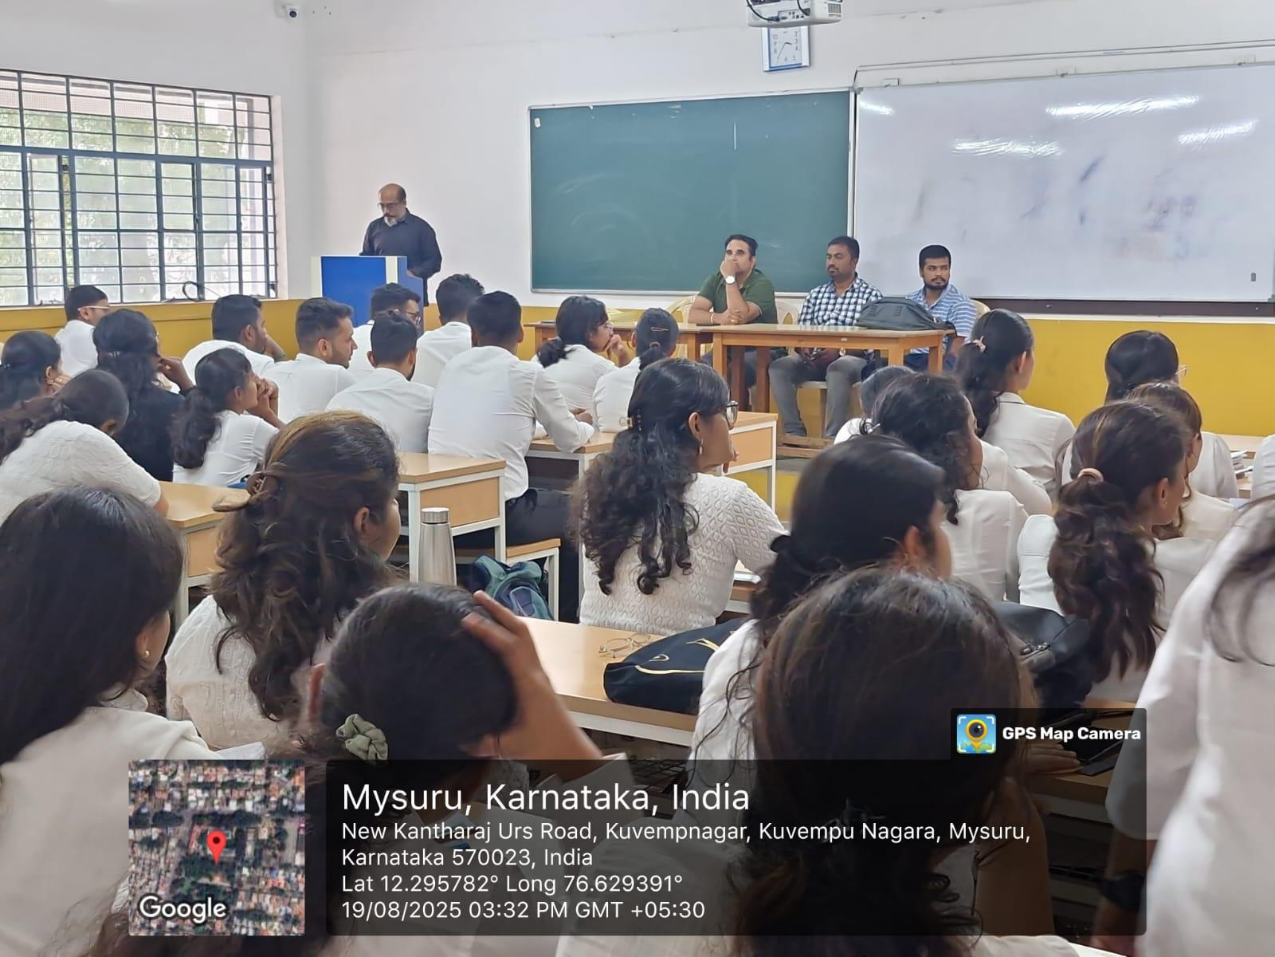 GPS Map Camera
Mysuru, Karnataka, India
New Kantharaj Urs Road, Kuvempnagar, Kuvempu Nagara, Mysuru,
Karnataka 570023, India
Lat 12.295782° Long 76.629391°
19/08/2025 03:32 PM GMT +05:30
Google